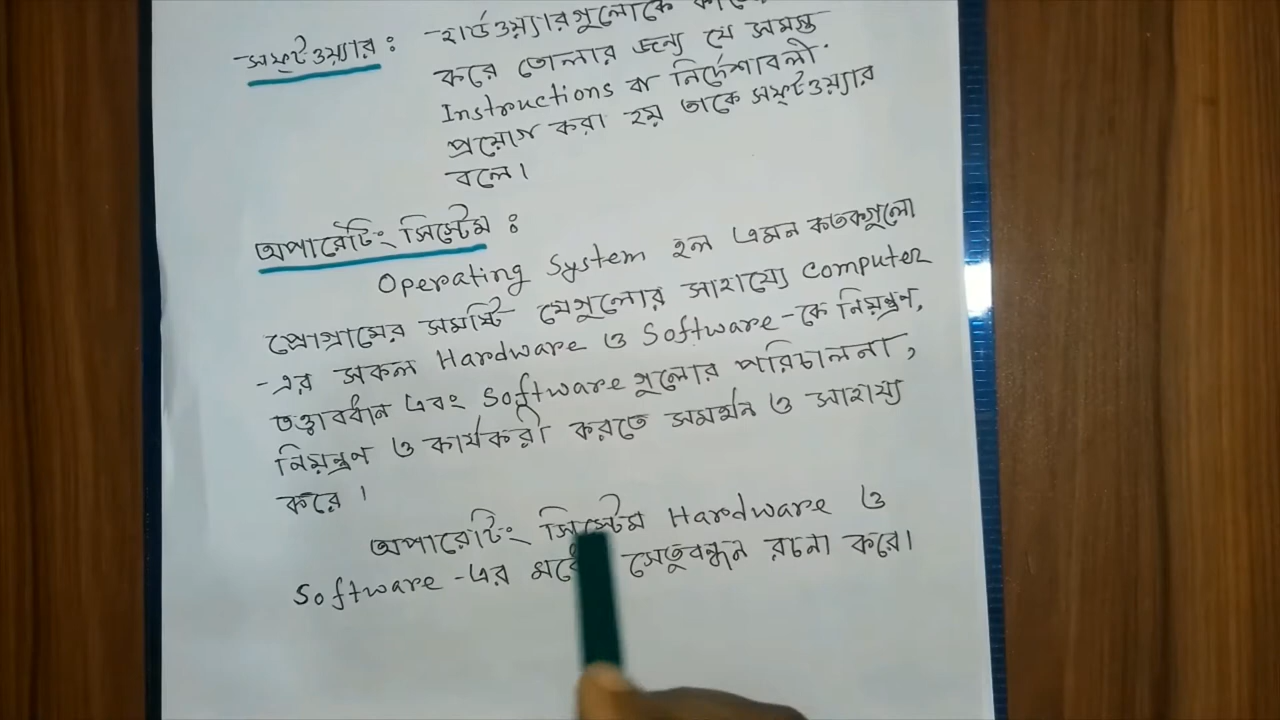 সফ্টওয়্যার : হার্ডওয়্যারগুলোকে
করে তোলার জন্য যে সমস্ত
Instructions বা নির্দেশাবলী
প্রয়োগ করা হয় তাকে সফ্টওয়্যার
বলে।
অপারেটিং সিস্টেম :
Operating System হল এমন কতকগুলো
প্রোগ্রামের সমষ্টি যেগুলোর সাহায্যে Computer
-এর সকল Hardware ও Software-কে নিয়ন্ত্রণ,
তত্ত্বাবধান এবং Software গুলোর পরিচালনা,
নিয়ন্ত্রণ ও কার্যকরী করতে সমর্থন ও সাহায্য
করে।
অপারেটিং সিস্টেম Hardware ও
Software -এর সেতুবন্ধন রচনা করে।